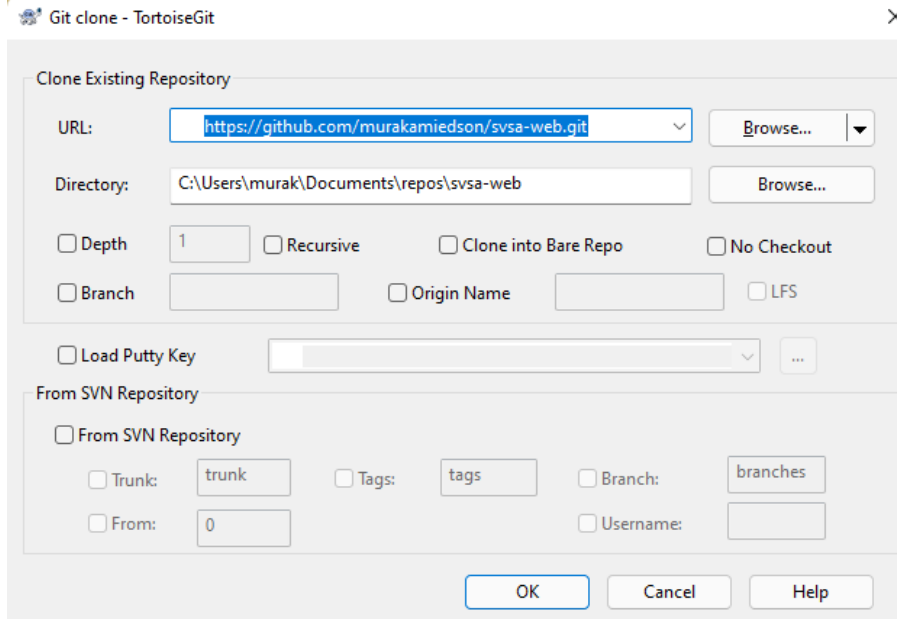 Git clone - TortoiseGit
Clone Existing Repository
URL: https://github.com/murakamiedson/svsa-web.git Browse...
Directory: C:\Users\murak\Documents\repos\svsa-web Browse...
Depth 1 Recursive Clone into Bare Repo No Checkout
Branch Origin Name LFS
Load Putty Key ...
From SVN Repository
From SVN Repository
Trunk: trunk Tags: tags Branch: branches
From: 0 Username:
OK Cancel Help